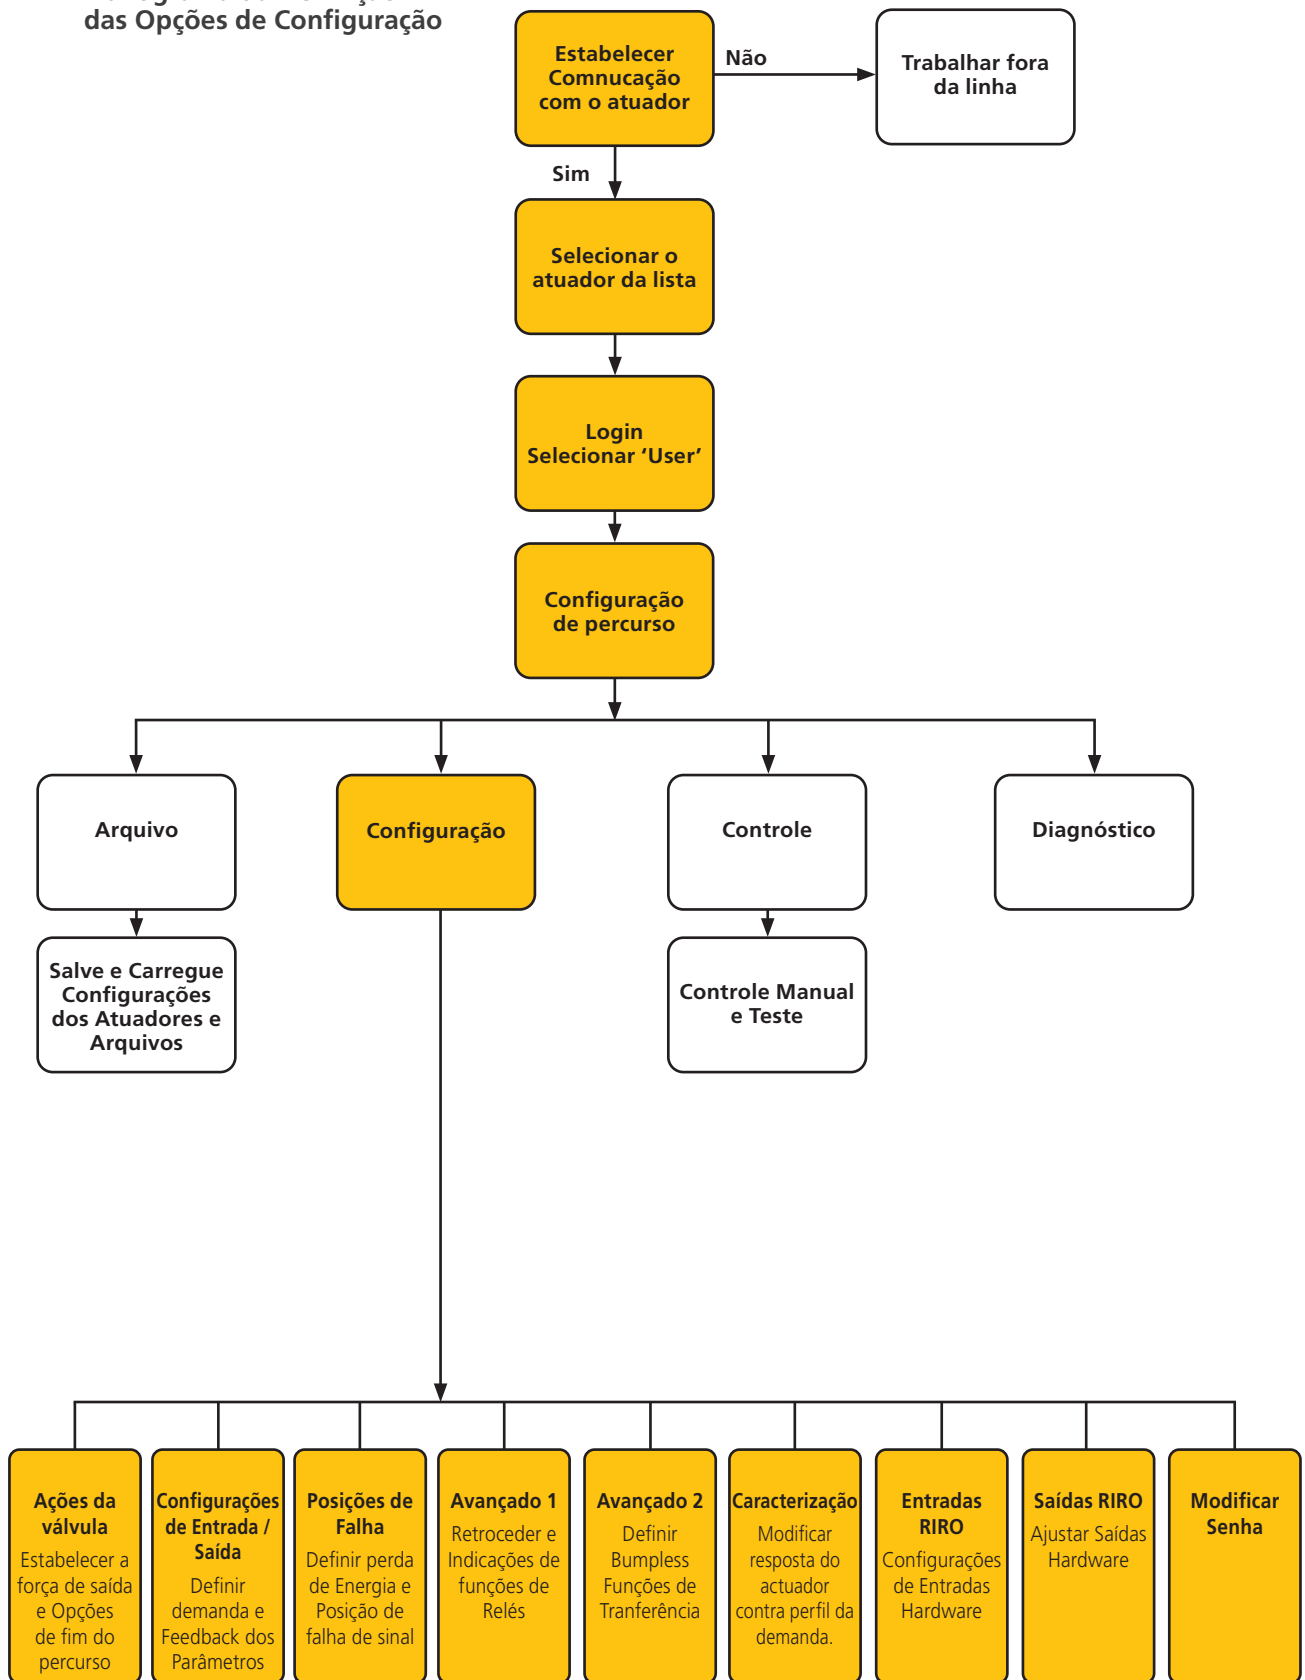 das Opções de Configuração
Estabelecer
Comnucação
com o atuador
Não
Trabalhar fora
da linha
Sim
Selecionar o
atuador da lista
Login
Selecionar ‘User’
Configuração
de percurso
Arquivo
Configuração
Controle
Diagnóstico
Salve e Carregue
Configurações
dos Atuadores e
Arquivos
Controle Manual
e Teste
Ações da
válvula
Estabelecer a
força de saída
e Opções
de fim do
percurso
Configurações
de Entrada /
Saída
Definir
demanda e
Feedback dos
Parâmetros
Posições de
Falha
Definir perda
de Energia e
Posição de
falha de sinal
Avançado 1
Retroceder e
Indicações de
funções de
Relés
Avançado 2
Definir
Bumpless
Funções de
Tranferência
Caracterização
Modificar
resposta do
actuador
contra perfil da
demanda.
Entradas
RIRO
Configurações
de Entradas
Hardware
Saídas RIRO
Ajustar Saídas
Hardware
Modificar
Senha